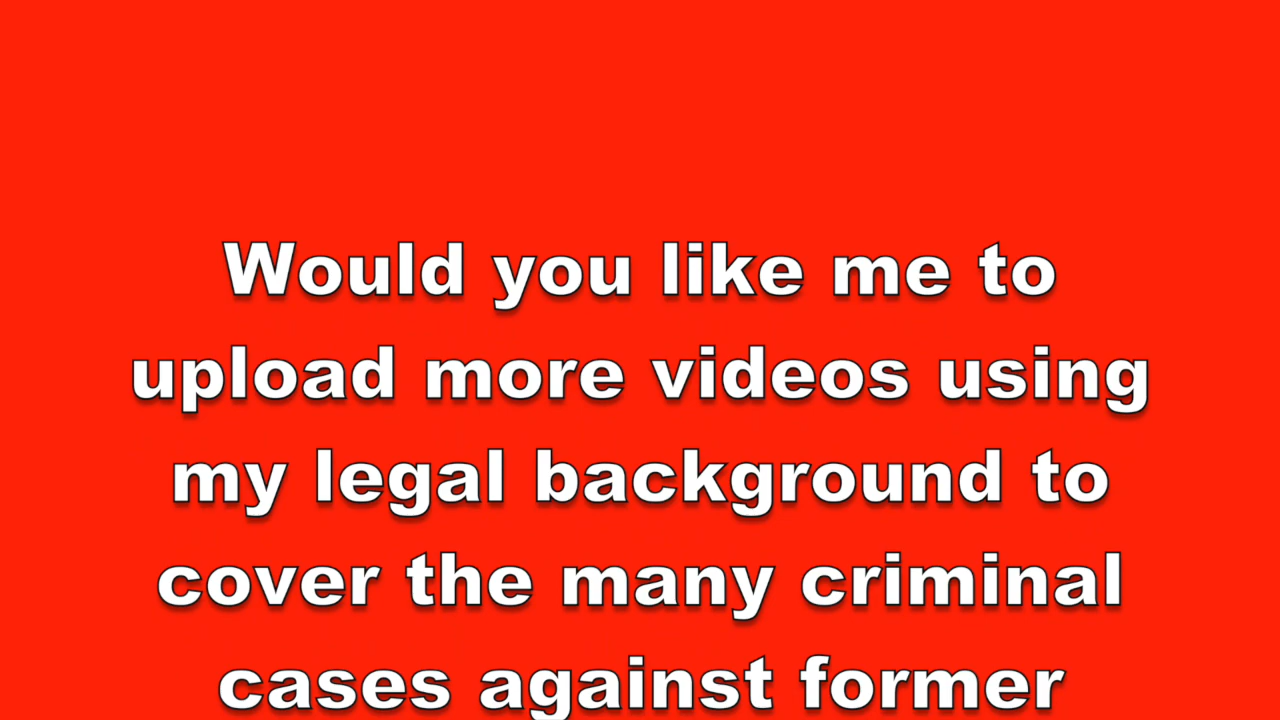 Would you like me to
upload more videos using
my legal background to
cover the many criminal
cases against former